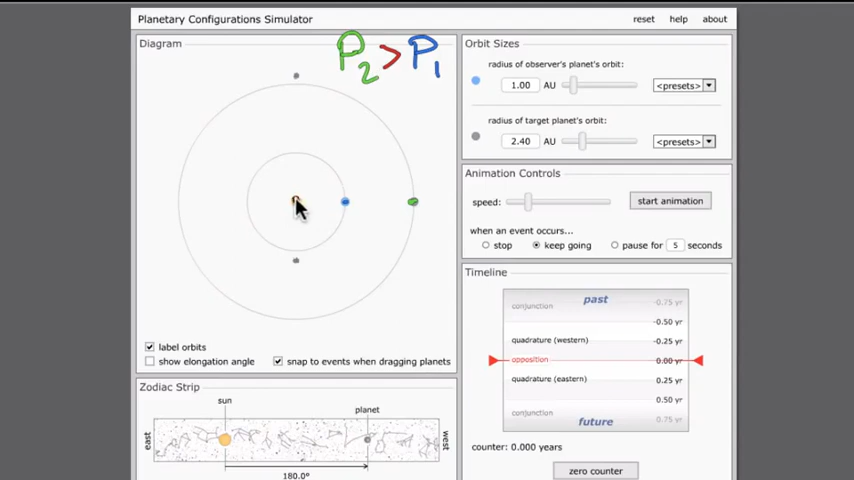 Planetary Configurations Simulator
reset help about
Diagram
P2 > P1
label orbits
show elongation angle
snap to events when dragging planets
Zodiac Strip
sun
planet
east
west
180.0°
Orbit Sizes
radius of observer's planet's orbit:
1.00 AU <presets>
radius of target planet's orbit:
2.40 AU <presets>
Animation Controls
speed:
start animation
when an event occurs...
stop keep going pause for 5 seconds
Timeline
past
conjunction -0.75 yr
-0.50 yr
quadrature (western) -0.25 yr
opposition 0.00 yr
quadrature (eastern) 0.25 yr
0.50 yr
conjunction 0.75 yr
future
counter: 0.000 years
zero counter